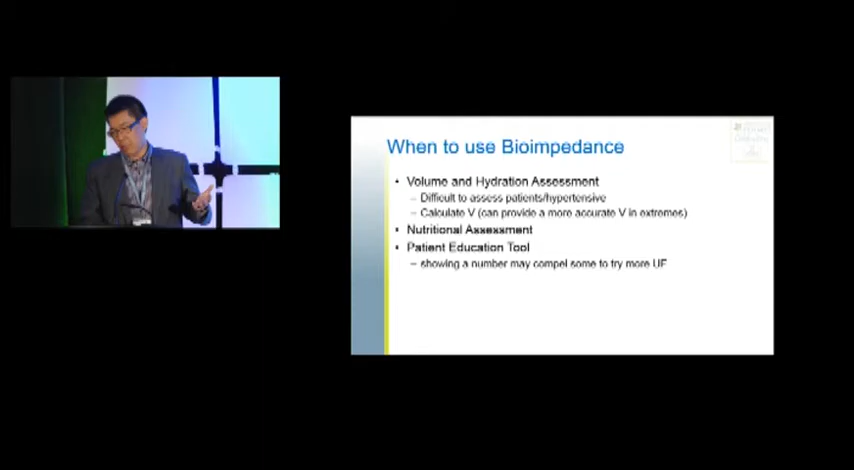 When to use Bioimpedance
• Volume and Hydration Assessment
– Difficult to assess patients/hypertensive
– Calculate V (can provide a more accurate V in extremes)
• Nutritional Assessment
• Patient Education Tool
– showing a number may compel some to try more UF